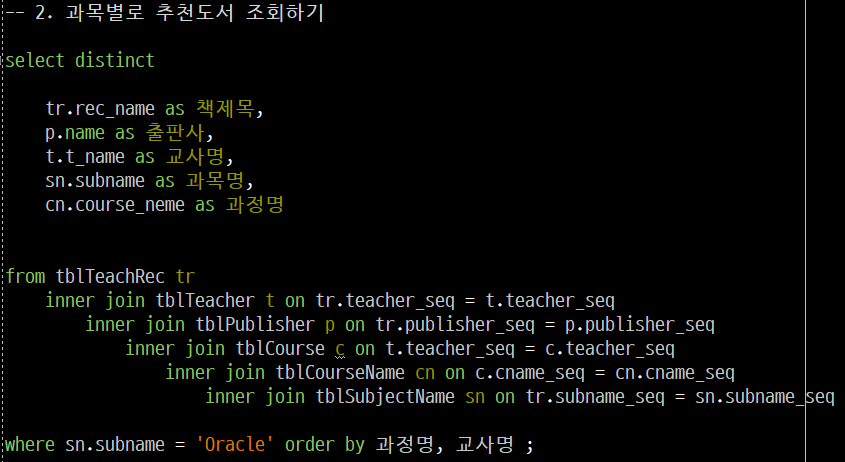 -- 2. 과목별로 추천도서 조회하기
select distinct
tr.rec_name as 책제목,
p.name as 출판사,
t.t_name as 교사명,
sn.subname as 과목명,
cn.course_neme as 과정명
from tblTeachRec tr
inner join tblTeacher t on tr.teacher_seq = t.teacher_seq
inner join tblPublisher p on tr.publisher_seq = p.publisher_seq
inner join tblCourse c on t.teacher_seq = c.teacher_seq
inner join tblCourseName cn on c.cname_seq = cn.cname_seq
inner join tblSubjectName sn on tr.subname_seq = sn.subname_seq
where sn.subname = 'Oracle' order by 과정명, 교사명 ;